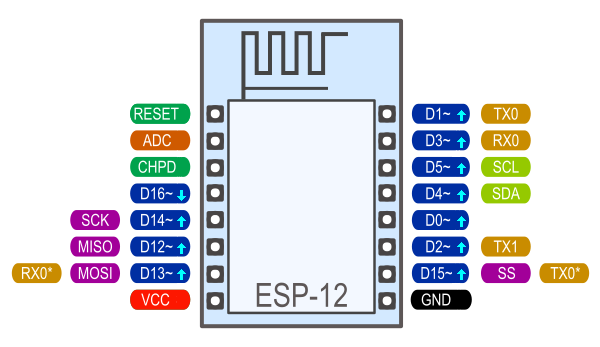 RESET D1~ TX0
ADC D3~ RX0
CHPD D5~ SCL
D16~ D4~ SDA
SCK D14~ D0~
MISO D12~ D2~ TX1
RX0* MOSI D13~ D15~ SS TX0*
VCC ESP-12 GND